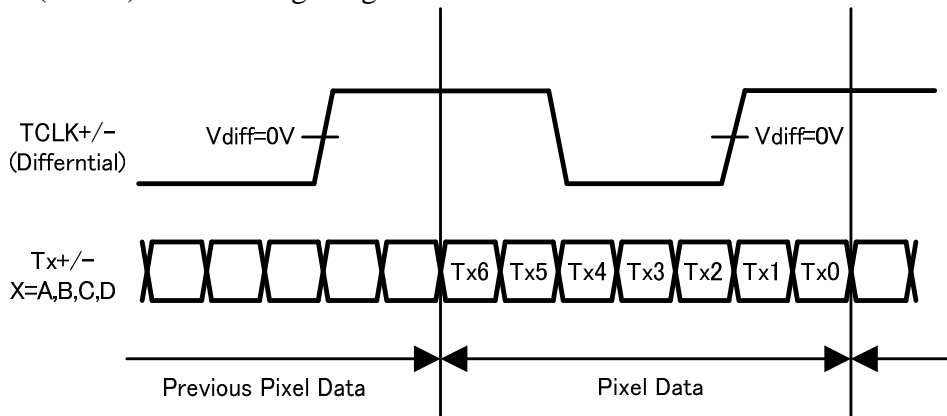 TCLK+/-
(Differntial)
Vdiff=0V
Vdiff=0V
Tx+/-
X=A,B,C,D
Tx6 Tx5 Tx4 Tx3 Tx2 Tx1 Tx0
Previous Pixel Data
Pixel Data